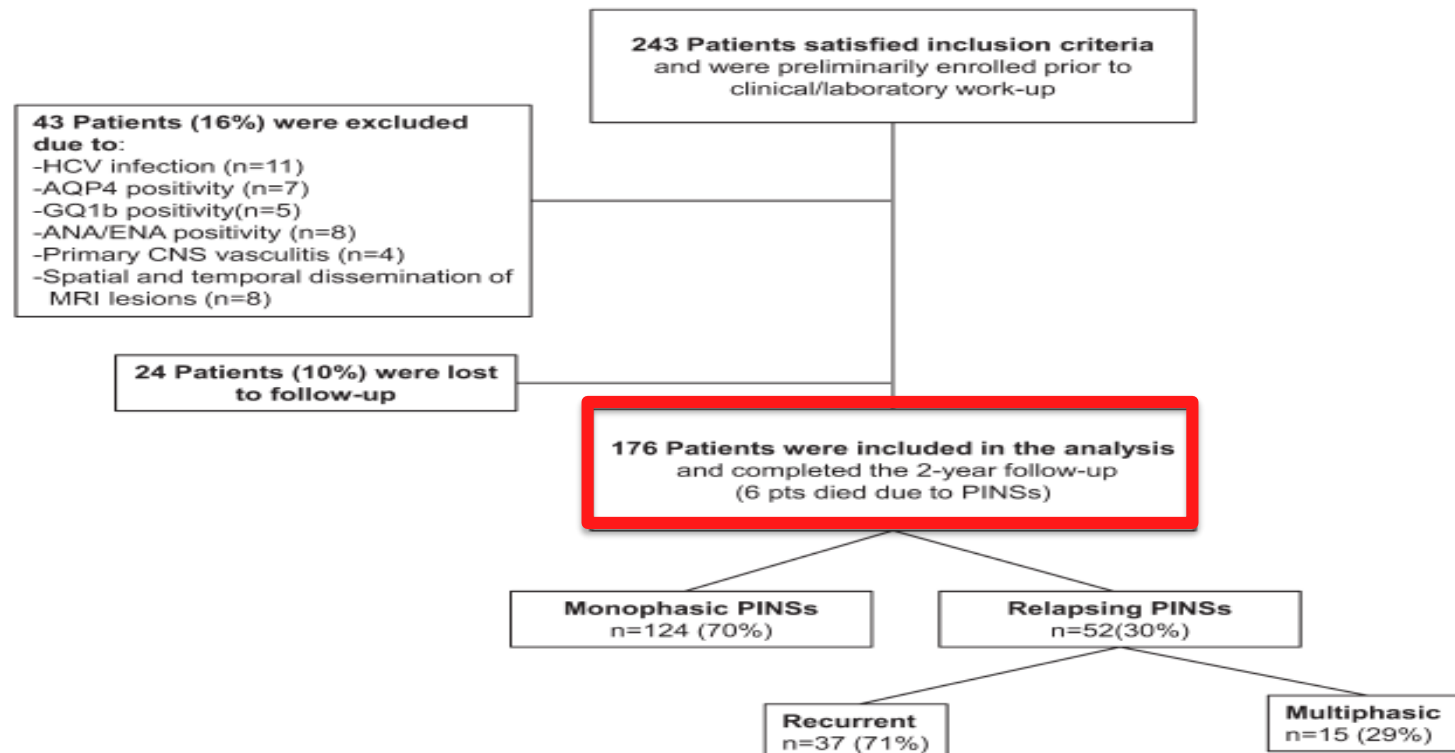 243 Patients satisfied inclusion criteria
and were preliminarily enrolled prior to
clinical/laboratory work-up
43 Patients (16%) were excluded
due to:
-HCV infection (n=11)
-AQP4 positivity (n=7)
-GQ1b positivity(n=5)
-ANA/ENA positivity (n=8)
-Primary CNS vasculitis (n=4)
-Spatial and temporal dissemination of
MRI lesions (n=8)
24 Patients (10%) were lost
to follow-up
176 Patients were included in the analysis
and completed the 2-year follow-up
(6 pts died due to PINSs)
Monophasic PINSs
n=124 (70%)
Relapsing PINSs
n=52(30%)
Recurrent
n=37 (71%)
Multiphasic
n=15 (29%)